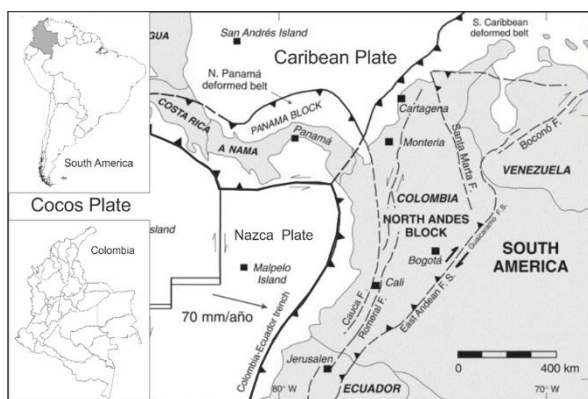 San Andrés Island
GUA
Caribean Plate
S. Caribbean
deformed belt
N. Panamá
deformed belt
PANAMA BLOCK
COSTA RICA
A NAMA
Panamá
Cartagena
Monteria
Santa Marta F.
Boconó F.
VENEZUELA
South America
Cocos Plate
sland
Colombia
Nazca Plate
Malpelo
Island
70 mm/año
Colombia-Ecuador trench
COLOMBIA
NORTH ANDES
BLOCK
Bogotá
Guaicaramo F.S.
SOUTH
AMERICA
Cali
Cauca F.
Romeral F.
East Andean F.S.
Jerusalen
ECUADOR
0
400 km
80° W
70° W